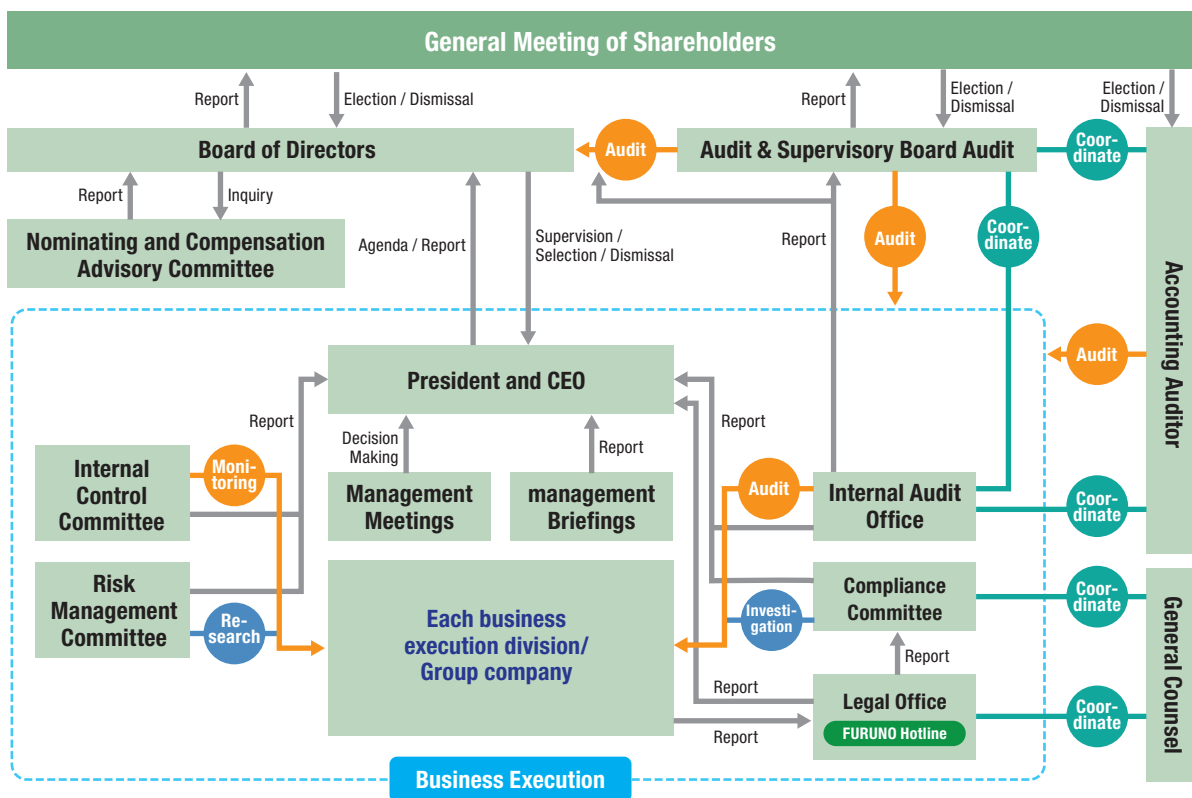 General Meeting of Shareholders
Report
Election / Dismissal
Report
Election /
Dismissal
Election /
Dismissal
Board of Directors
Audit
Audit & Supervisory Board Audit
Coor-
dinate
Report
Inquiry
Nominating and Compensation
Advisory Committee
Agenda / Report
Supervision /
Selection / Dismissal
Report
Audit
Coor-
dinate
Accounting Auditor
Audit
President and CEO
Report
Decision
Making
Report
Report
Internal
Control
Committee
Moni-
toring
Management
Meetings
management
Briefings
Audit
Internal Audit
Office
Coor-
dinate
Risk
Management
Committee
Re-
search
Each business
execution division/
Group company
Investi-
gation
Compliance
Committee
Coor-
dinate
General Counsel
Report
Report
Report
Legal Office
FURUNO Hotline
Coor-
dinate
Business Execution